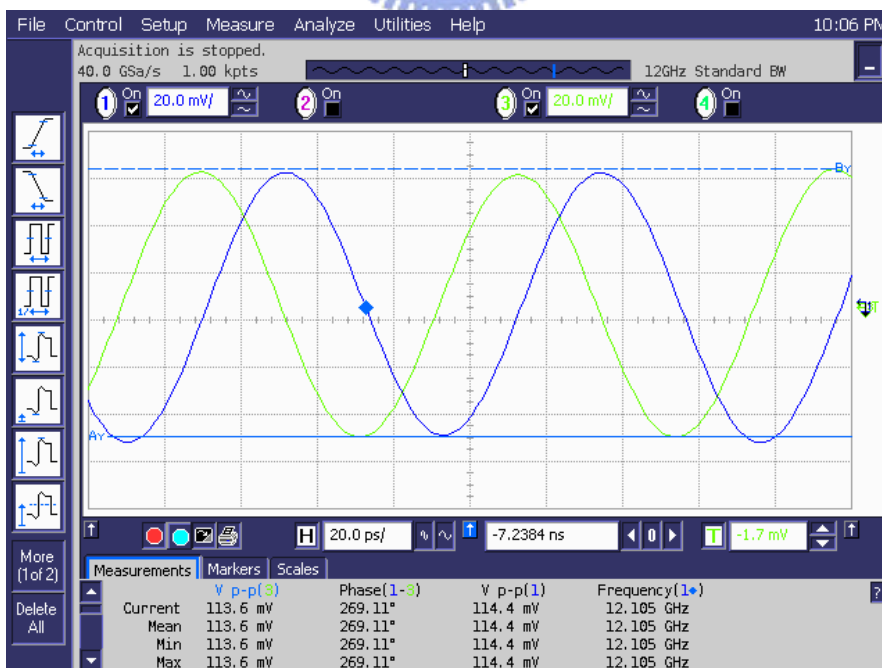 File Control Setup Measure Analyze Utilities Help 10:06 PM
Acquisition is stopped.
40.0 GSa/s 1.00 kpts 12GHz Standard BW
1 On 20.0 mV/ 2 On 3 On 20.0 mV/ 4 On
By
Ay
H 20.0 ps/ -7.2384 ns 0 T -1.7 mV
More
(1of 2)
Delete
All
Measurements Markers Scales
V p-p(3) Phase(1-3) V p-p(1) Frequency(1)
Current 113.6 mV 269.11° 114.4 mV 12.105 GHz
Mean 113.6 mV 269.11° 114.4 mV 12.105 GHz
Min 113.6 mV 269.11° 114.4 mV 12.105 GHz
Max 113.6 mV 269.11° 114.4 mV 12.105 GHz
?